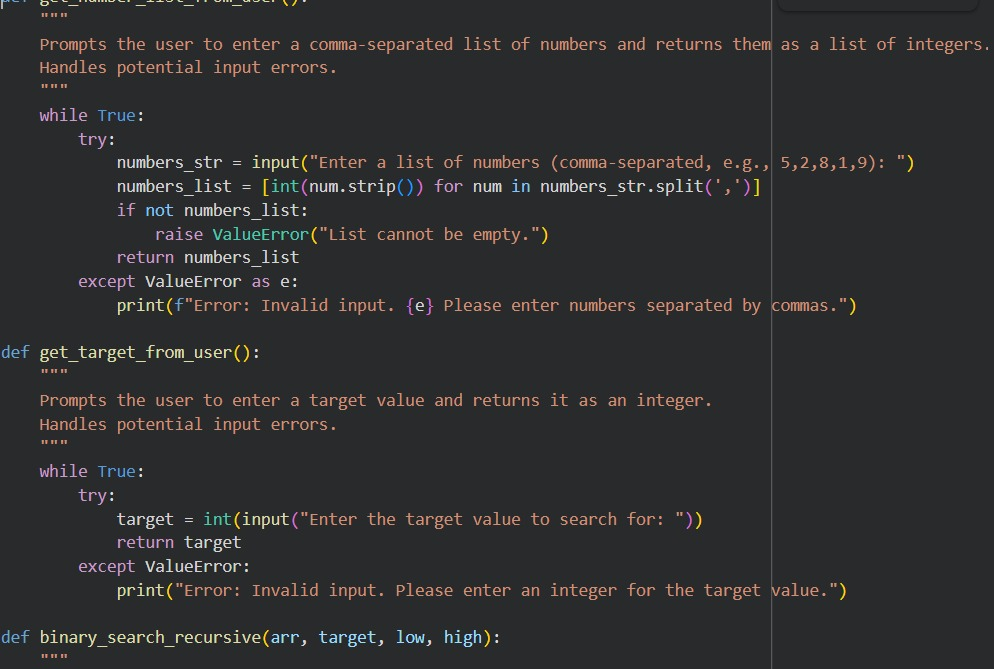 def get_number_list_from_user():
    """
    Prompts the user to enter a comma-separated list of numbers and returns them as a list of integers.
    Handles potential input errors.
    """
    while True:
        try:
            numbers_str = input("Enter a list of numbers (comma-separated, e.g., 5,2,8,1,9): ")
            numbers_list = [int(num.strip()) for num in numbers_str.split(',')]
            if not numbers_list:
                raise ValueError("List cannot be empty.")
            return numbers_list
        except ValueError as e:
            print(f"Error: Invalid input. {e} Please enter numbers separated by commas.")

def get_target_from_user():
    """
    Prompts the user to enter a target value and returns it as an integer.
    Handles potential input errors.
    """
    while True:
        try:
            target = int(input("Enter the target value to search for: "))
            return target
        except ValueError:
            print("Error: Invalid input. Please enter an integer for the target value.")

def binary_search_recursive(arr, target, low, high):
    """